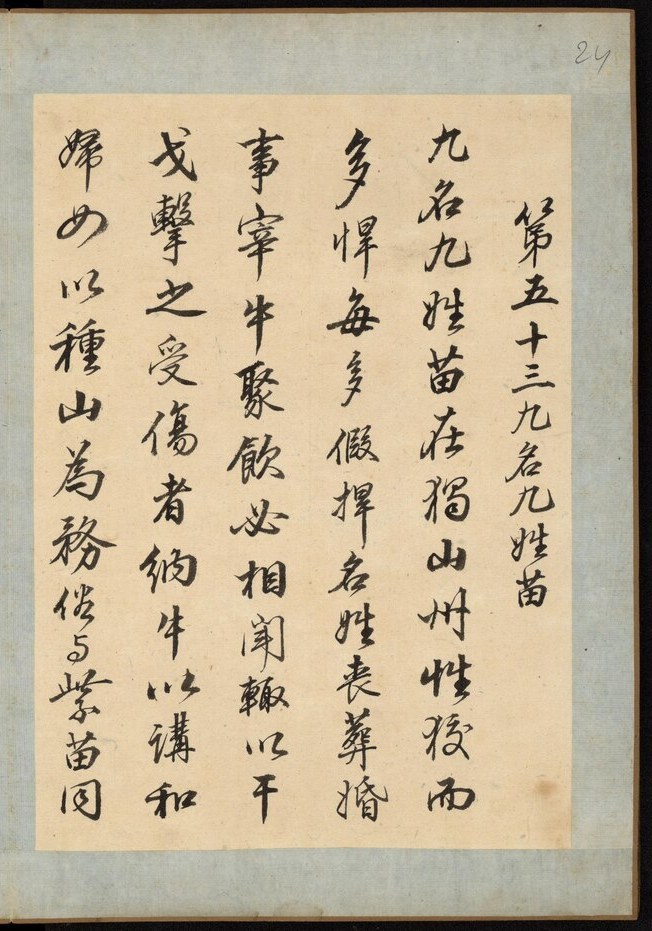 24
第五十三九名九姓苗
九名九姓苗在獨山州性狡而
多悍每多假捍名姓喪葬婚
事宰牛聚飲必相鬧輙以干
戈擊之受傷者納牛以講和
婦女以種山為務俗与紫苗同